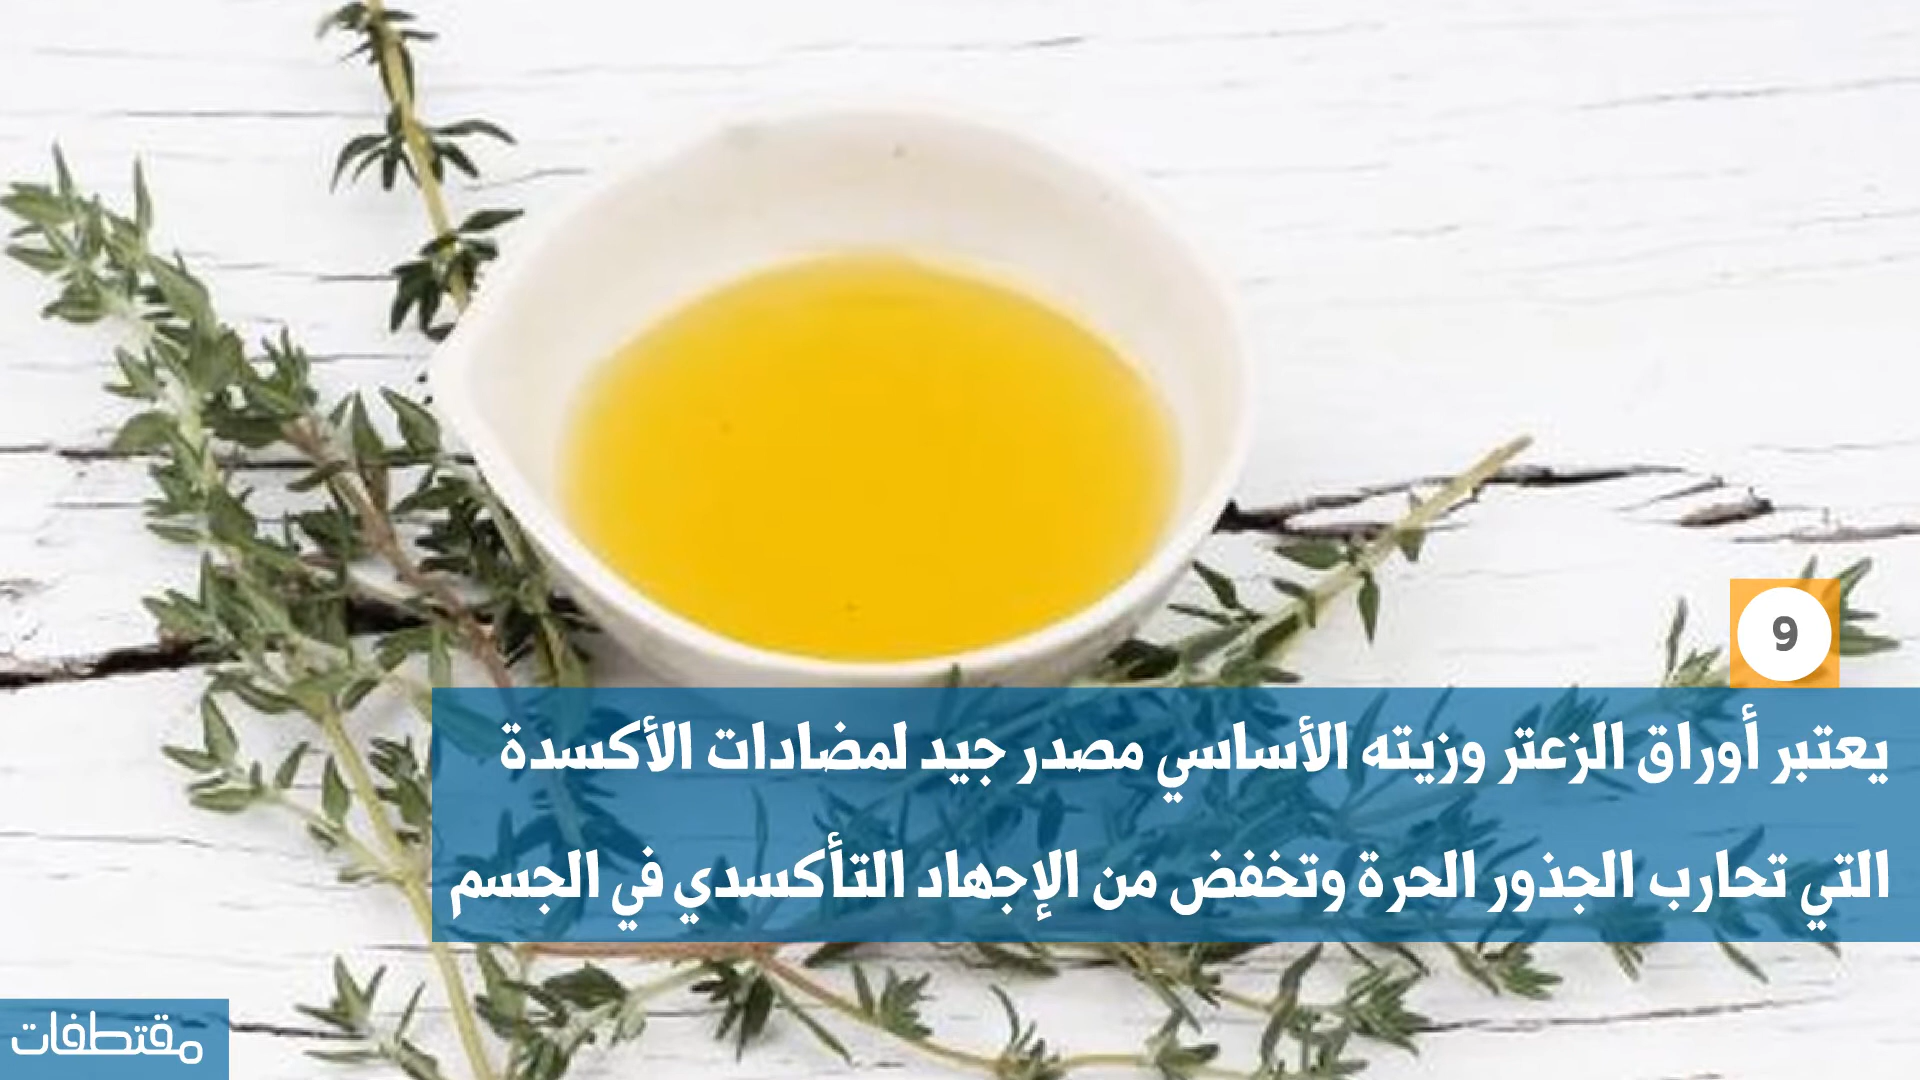 9
يعتبر أوراق الزعتر وزيته الأساسي مصدر جيد لمضادات الأكسدة
التي تحارب الجذور الحرة وتخفض من الإجهاد التأكسدي في الجسم
مقتطفات